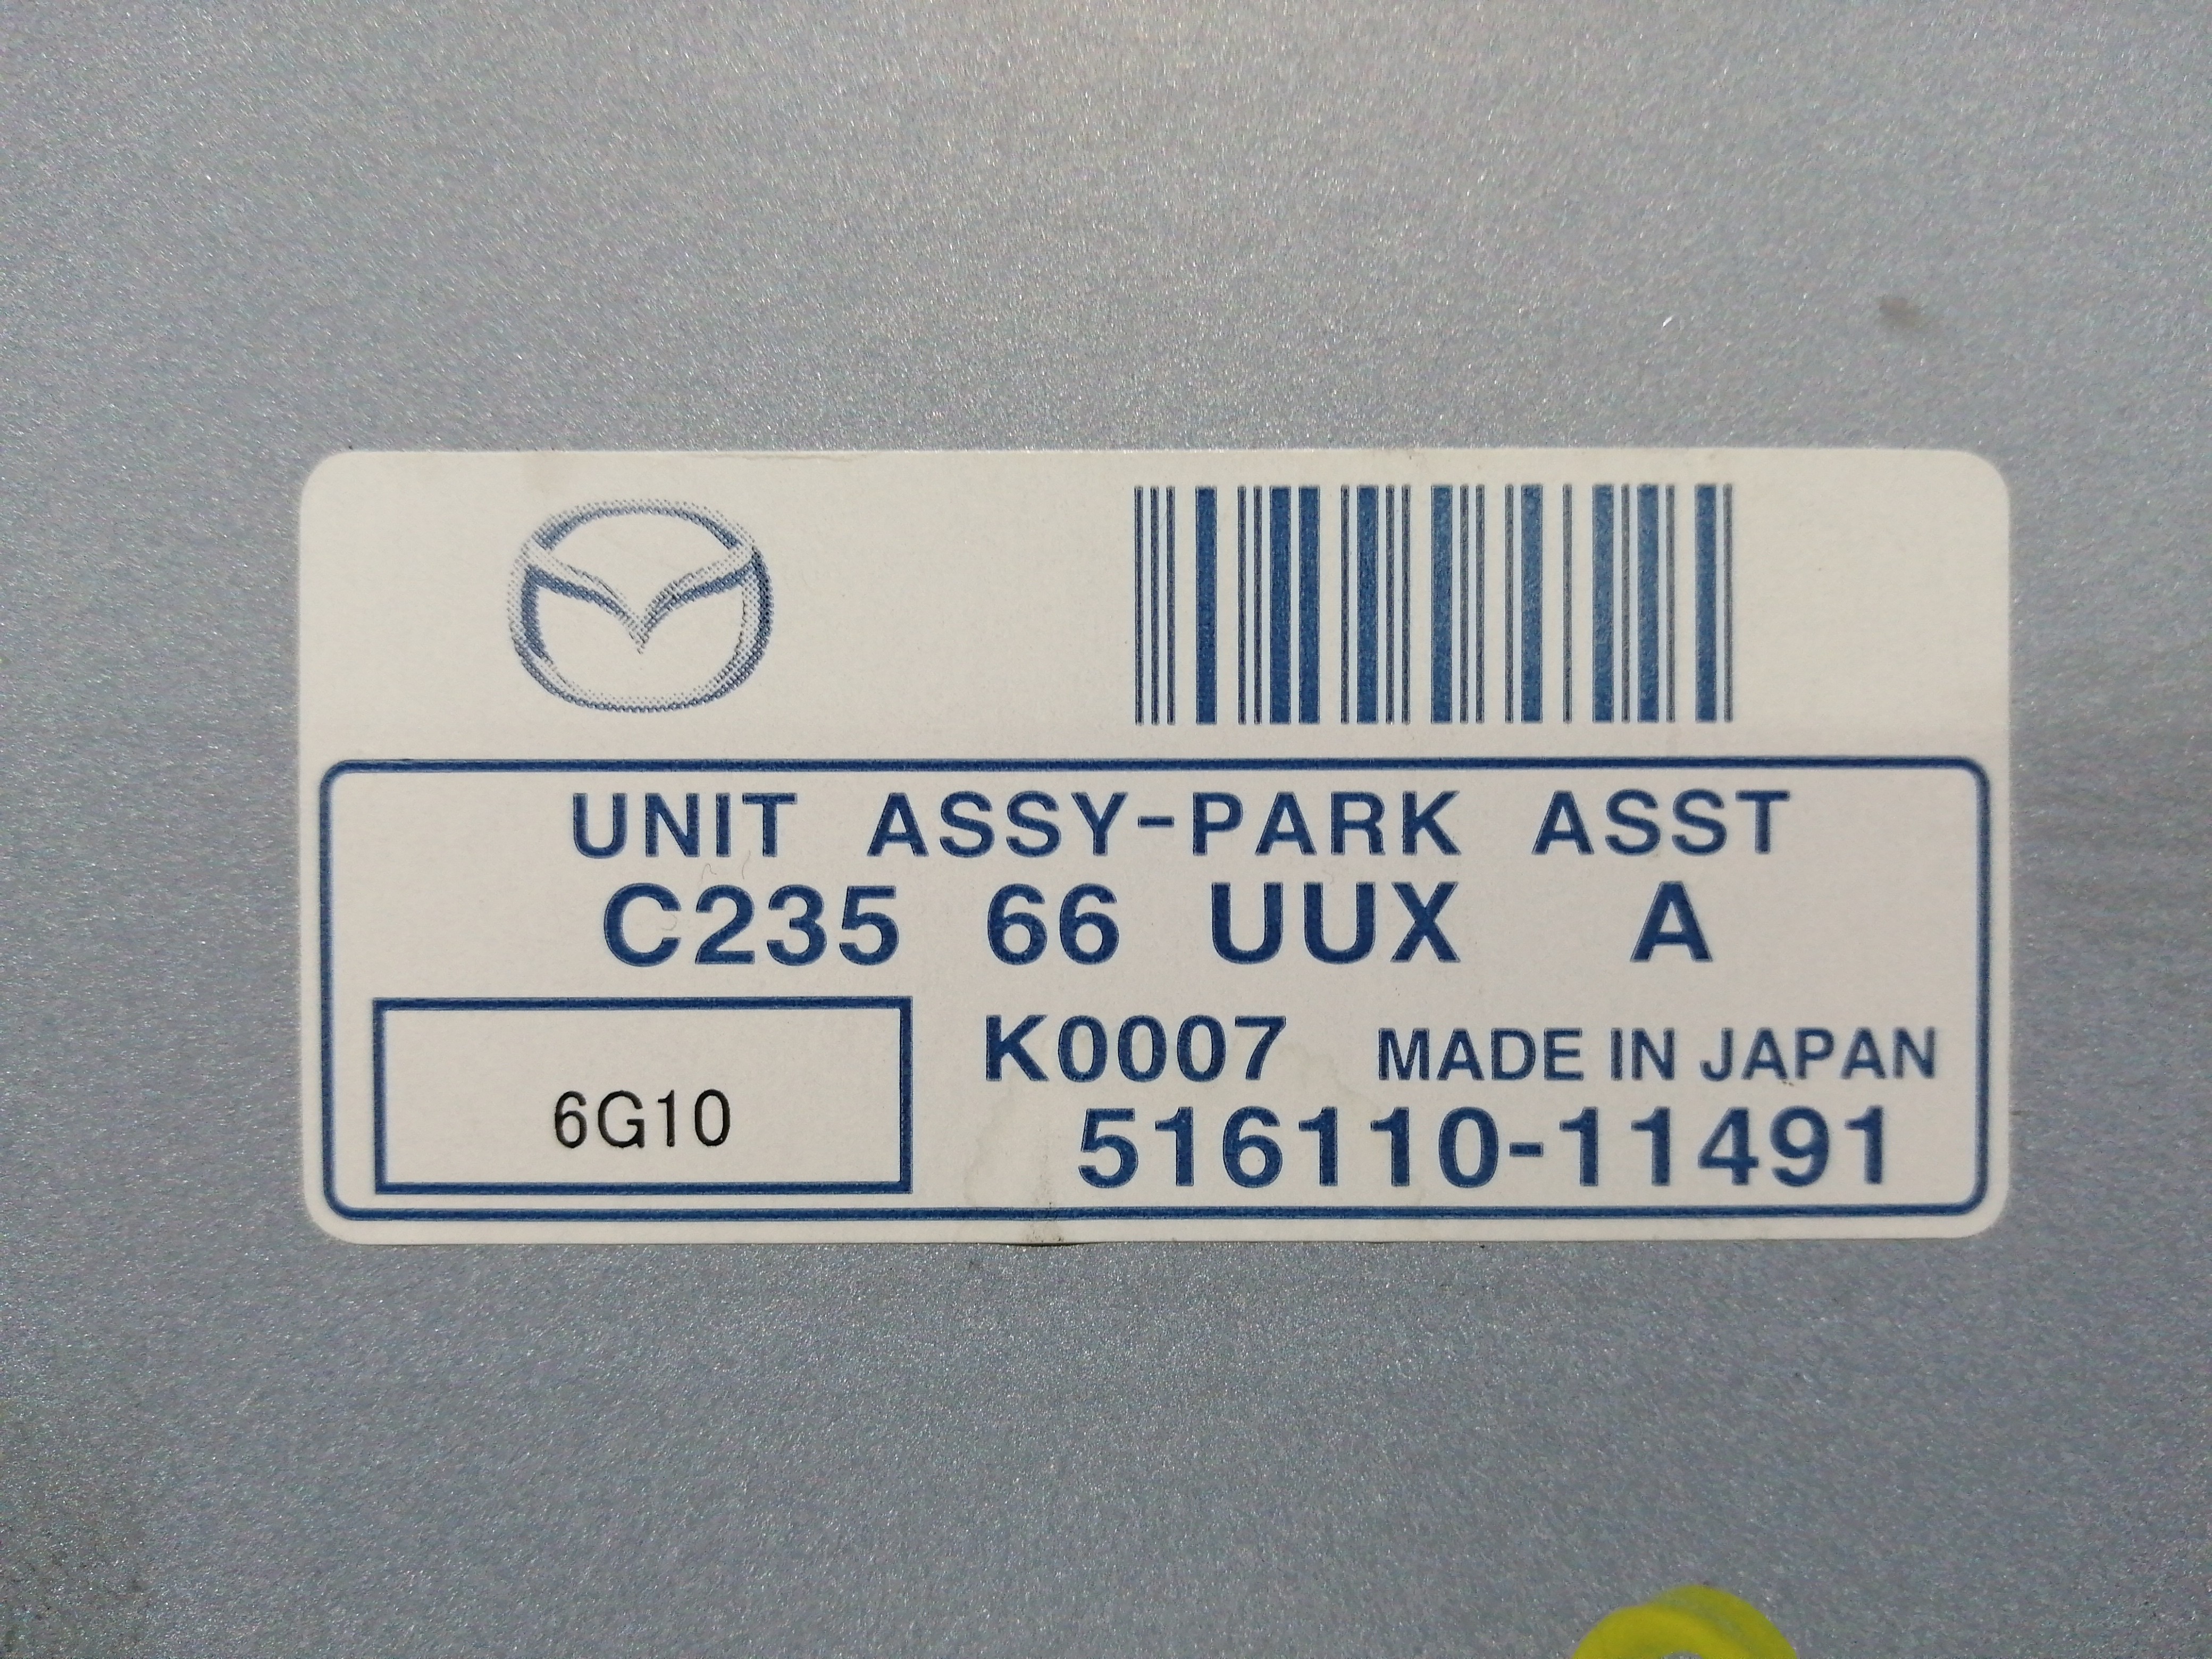 UNIT ASSY-PARK ASST
C235 66 UUX A
K0007 MADE IN JAPAN
6G10
516110-11491